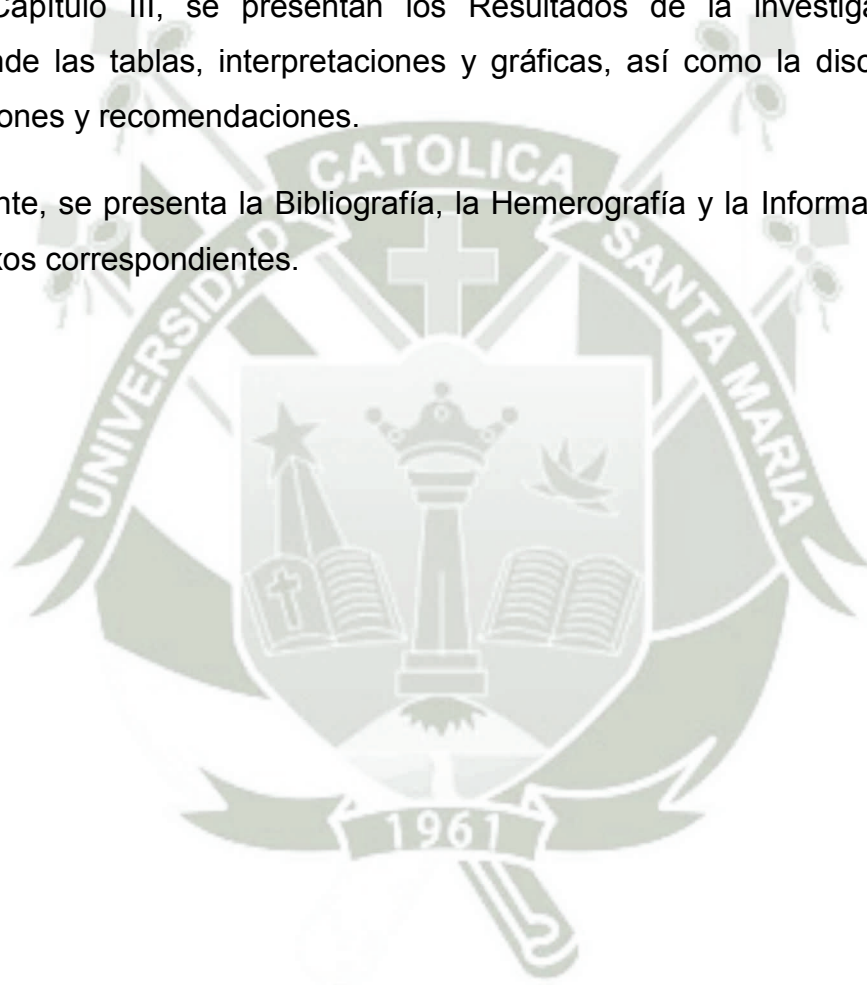 Capítulo III, se presentan los Resultados de la investiga
nde las tablas, interpretaciones y gráficas, así como la disc
iones y recomendaciones.
nte, se presenta la Bibliografía, la Hemerografía y la Informa
xos correspondientes.
UNIVERSIDAD CATOLICA SANTA MARIA
1961